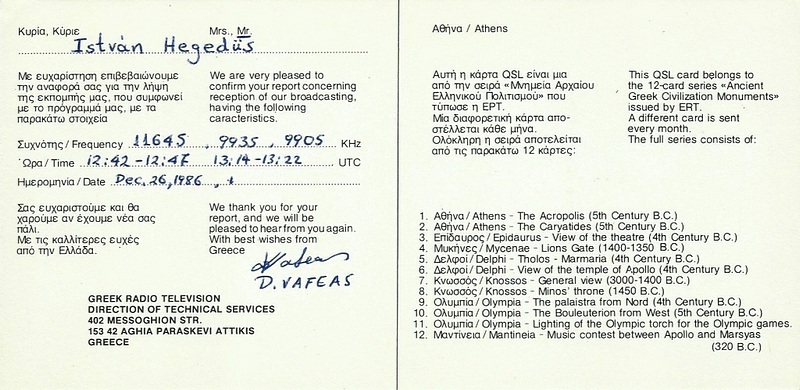 Κυρία, Κύριε
Mrs., Mr.
István Hegedüs
Με ευχαρίστηση επιβεβαιώνουμε
την αναφορά σας για την λήψη
της εκπομπής μας, που συμφωνεί
με το πρόγραμμά μας, με τα
παρακάτω στοιχεία
We are very pleased to
confirm your report concerning
reception of our broadcasting,
having the following
caracteristics.
Συχνότης / Frequency 11645, 9935, 9905 KHz
Ώρα / Time 12:42-12:47 13:14-13:22 UTC
Ημερομηνία / Date Dec. 26, 1986,
Σας ευχαριστούμε και θα
χαρούμε αν έχουμε νέα σας
πάλι.
Με τις καλλίτερες ευχές
από την Ελλάδα.
We thank you for your
report, and we will be
pleased to hear from you again.
With best wishes from
Greece
D. VAFEAS
GREEK RADIO TELEVISION
DIRECTION OF TECHNICAL SERVICES
402 MESSOGHION STR.
153 42 AGHIA PARASKEVI ATTIKIS
GREECE
Αθήνα / Athens
Αυτή η κάρτα QSL είναι μια
από την σειρά «Μνημεία Αρχαίου
Ελληνικού Πολιτισμού» που
τύπωσε η ΕΡΤ.
Μία διαφορετική κάρτα απο-
στέλλεται κάθε μήνα.
Ολόκληρη η σειρά αποτελείται
από τις παρακάτω 12 κάρτες:
This QSL card belongs to
the 12-card series «Ancient
Greek Civilization Monuments»
issued by ERT.
A different card is sent
every month.
The full series consists of:
1. Αθήνα / Athens - The Acropolis (5th Century B.C.)
2. Αθήνα / Athens - The Caryatides (5th Century B.C.)
3. Επίδαυρος / Epidaurus - View of the theatre (4th Century B.C.)
4. Μυκήνες / Mycenae - Lions Gate (1400-1350 B.C.)
5. Δελφοί / Delphi - Tholos - Marmaria (4th Century B.C.)
6. Δελφοί / Delphi - View of the temple of Apollo (4th Century B.C.)
7. Κνωσσός / Knossos - General view (3000-1400 B.C.)
8. Κνωσσός / Knossos - Minos' throne (1450 B.C.)
9. Ολυμπία / Olympia - The palaistra from Nord (4th Century B.C.)
10. Ολυμπία / Olympia - The Bouleuterion from West (5th Century B.C.)
11. Ολυμπία / Olympia - Lighting of the Olympic torch for the Olympic games.
12. Μαντίνεια / Mantineia - Music contest between Apollo and Marsyas
(320 B.C.)